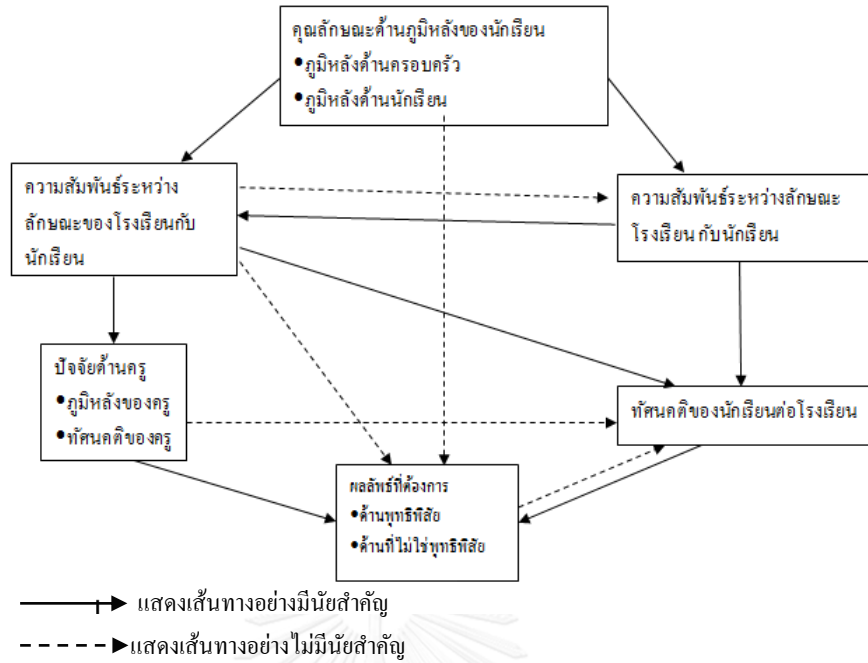 คุณลักษณะด้านภูมิหลังของนักเรียน
•ภูมิหลังด้านครอบครัว
•ภูมิหลังด้านนักเรียน
ความสัมพันธ์ระหว่าง
ลักษณะของโรงเรียนกับ
นักเรียน
ความสัมพันธ์ระหว่างลักษณะ
โรงเรียน กับนักเรียน
ปัจจัยด้านครู
•ภูมิหลังของครู
•ทัศนคติของครู
ทัศนคติของนักเรียนต่อโรงเรียน
ผลลัพธ์ที่ต้องการ
•ด้านพุทธิพิสัย
•ด้านที่ไม่ใช่พุทธิพิสัย
แสดงเส้นทางอย่างมีนัยสำคัญ
แสดงเส้นทางอย่างไม่มีนัยสำคัญ